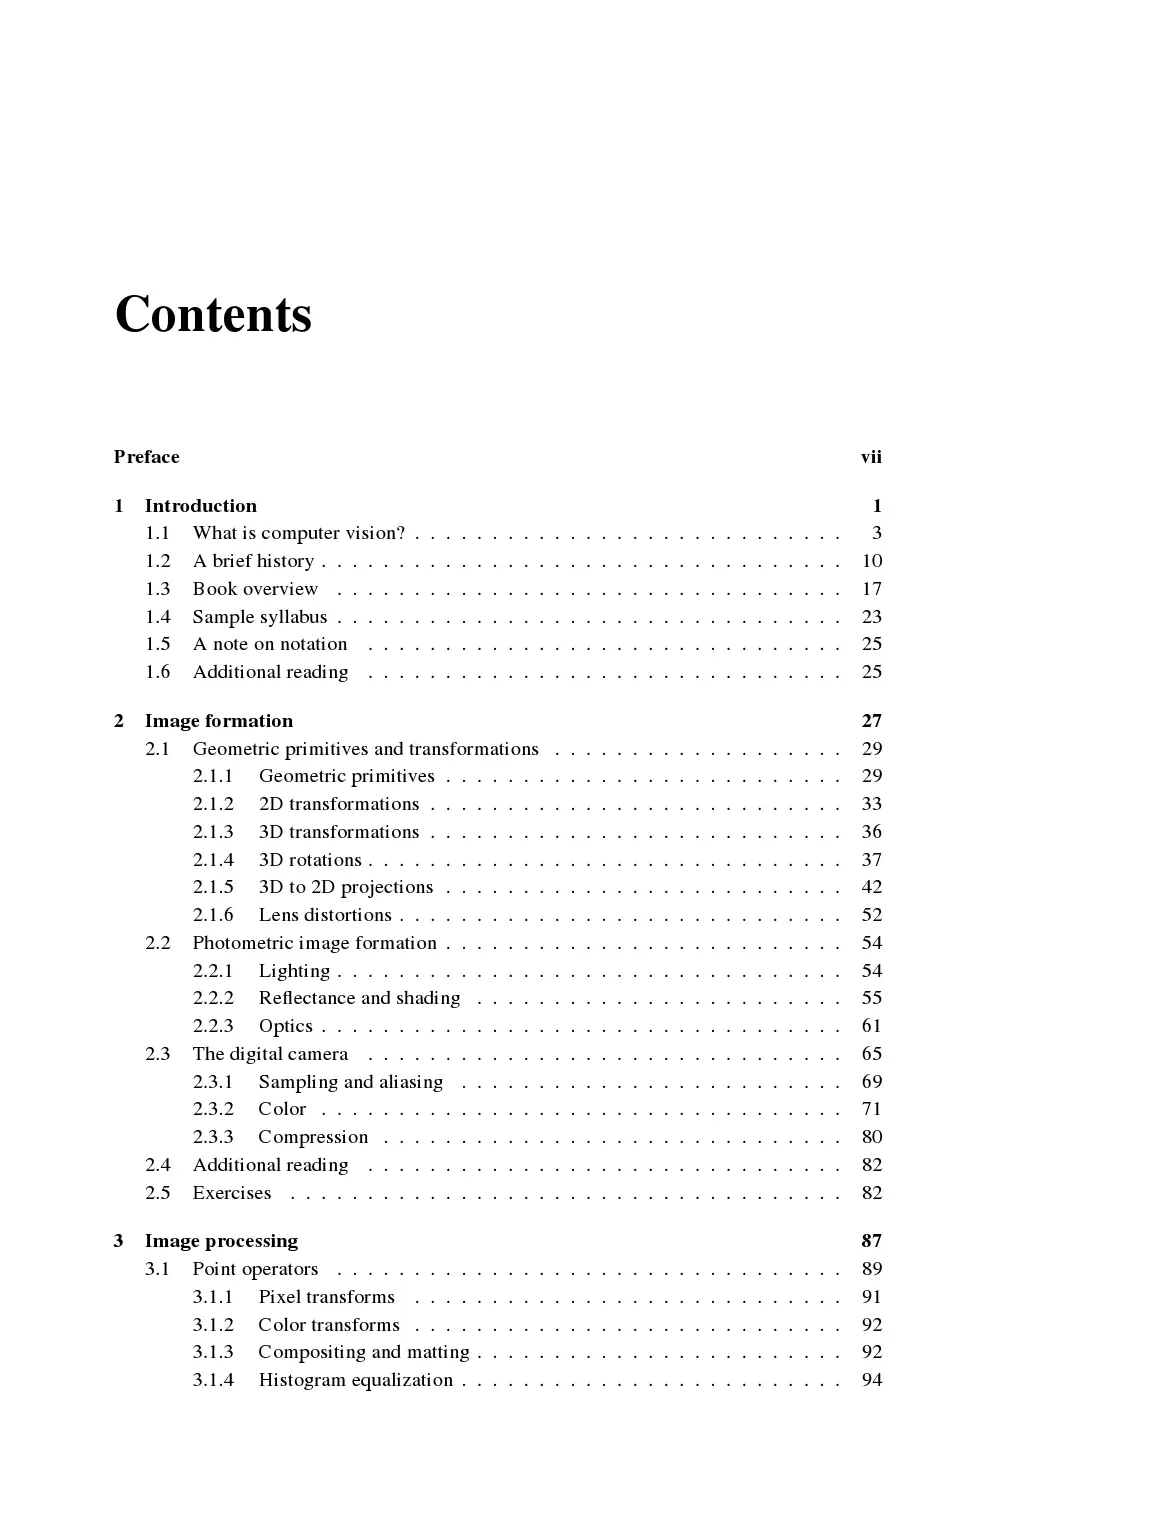 Contents
Preface vii
1 Introduction 1
1.1 What is computer vision? . . . . . . . . . . . . . . . . . . . . . . . . . . . . 3
1.2 A brief history . . . . . . . . . . . . . . . . . . . . . . . . . . . . . . . . . . 10
1.3 Book overview . . . . . . . . . . . . . . . . . . . . . . . . . . . . . . . . . 17
1.4 Sample syllabus . . . . . . . . . . . . . . . . . . . . . . . . . . . . . . . . . 23
1.5 A note on notation . . . . . . . . . . . . . . . . . . . . . . . . . . . . . . . 25
1.6 Additional reading . . . . . . . . . . . . . . . . . . . . . . . . . . . . . . . 25
2 Image formation 27
2.1 Geometric primitives and transformations . . . . . . . . . . . . . . . . . . . 29
2.1.1 Geometric primitives . . . . . . . . . . . . . . . . . . . . . . . . . . 29
2.1.2 2D transformations . . . . . . . . . . . . . . . . . . . . . . . . . . . 33
2.1.3 3D transformations . . . . . . . . . . . . . . . . . . . . . . . . . . . 36
2.1.4 3D rotations . . . . . . . . . . . . . . . . . . . . . . . . . . . . . . . 37
2.1.5 3D to 2D projections . . . . . . . . . . . . . . . . . . . . . . . . . . 42
2.1.6 Lens distortions . . . . . . . . . . . . . . . . . . . . . . . . . . . . . 52
2.2 Photometric image formation . . . . . . . . . . . . . . . . . . . . . . . . . . 54
2.2.1 Lighting . . . . . . . . . . . . . . . . . . . . . . . . . . . . . . . . . 54
2.2.2 Reflectance and shading . . . . . . . . . . . . . . . . . . . . . . . . 55
2.2.3 Optics . . . . . . . . . . . . . . . . . . . . . . . . . . . . . . . . . . 61
2.3 The digital camera . . . . . . . . . . . . . . . . . . . . . . . . . . . . . . . 65
2.3.1 Sampling and aliasing . . . . . . . . . . . . . . . . . . . . . . . . . 69
2.3.2 Color . . . . . . . . . . . . . . . . . . . . . . . . . . . . . . . . . . 71
2.3.3 Compression . . . . . . . . . . . . . . . . . . . . . . . . . . . . . . 80
2.4 Additional reading . . . . . . . . . . . . . . . . . . . . . . . . . . . . . . . 82
2.5 Exercises . . . . . . . . . . . . . . . . . . . . . . . . . . . . . . . . . . . . 82
3 Image processing 87
3.1 Point operators . . . . . . . . . . . . . . . . . . . . . . . . . . . . . . . . . 89
3.1.1 Pixel transforms . . . . . . . . . . . . . . . . . . . . . . . . . . . . 91
3.1.2 Color transforms . . . . . . . . . . . . . . . . . . . . . . . . . . . . 92
3.1.3 Compositing and matting . . . . . . . . . . . . . . . . . . . . . . . . 92
3.1.4 Histogram equalization . . . . . . . . . . . . . . . . . . . . . . . . . 94